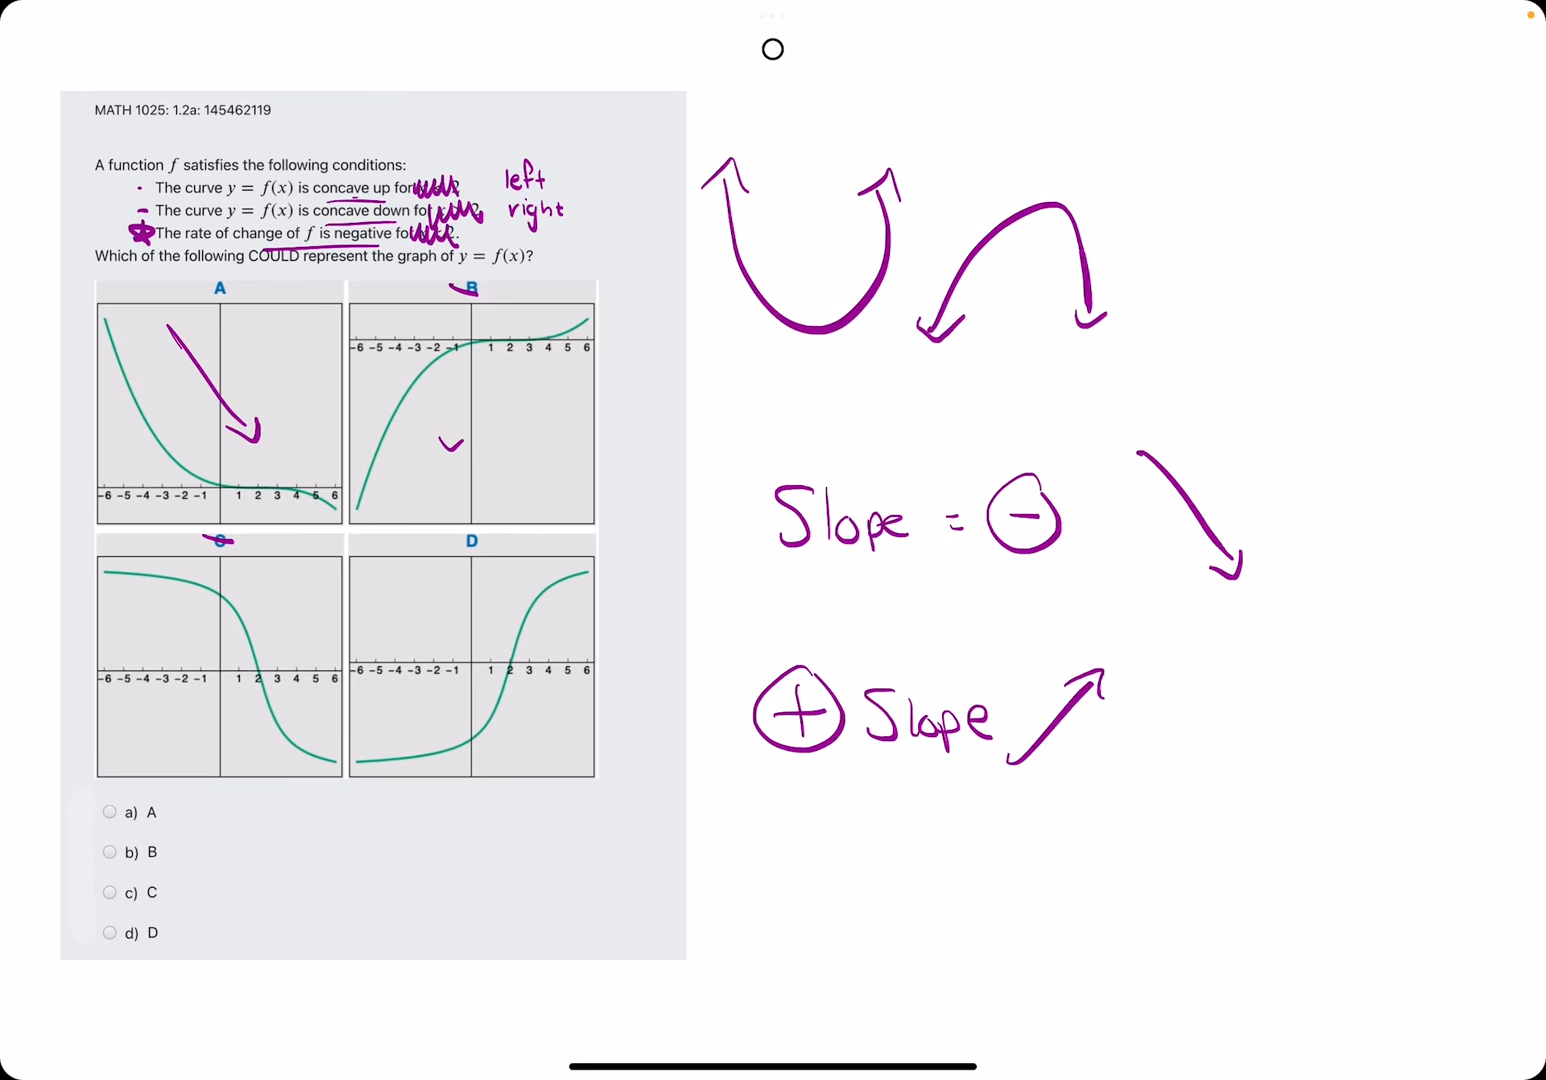 MATH 1025: 1.2a: 145462119
A function f satisfies the following conditions:
The curve y = f(x) is concave up for left
The curve y = f(x) is concave down for right
The rate of change of f is negative for
Which of the following COULD represent the graph of y = f(x)?
A B
-6 -5 -4 -3 -2 -1 1 2 3 4 5 6
-6 -5 -4 -3 -2 -1 1 2 3 4 5 6
C D
-6 -5 -4 -3 -2 -1 1 2 3 4 5 6
-6 -5 -4 -3 -2 -1 1 2 3 4 5 6
a) A
b) B
c) C
d) D
Slope = -
+ Slope